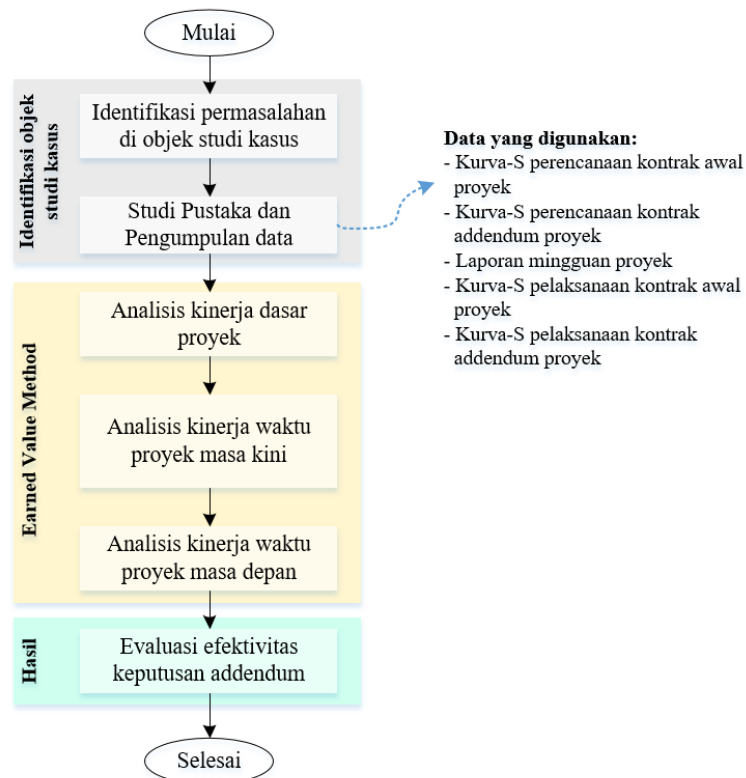 Mulai
Identifikasi objek
studi kasus
Identifikasi permasalahan
di objek studi kasus
Studi Pustaka dan
Pengumpulan data
Data yang digunakan:
- Kurva-S perencanaan kontrak awal
proyek
- Kurva-S perencanaan kontrak
addendum proyek
- Laporan mingguan proyek
- Kurva-S pelaksanaan kontrak awal
proyek
- Kurva-S pelaksanaan kontrak
addendum proyek
Earned Value Method
Analisis kinerja dasar
proyek
Analisis kinerja waktu
proyek masa kini
Analisis kinerja waktu
proyek masa depan
Hasil
Evaluasi efektivitas
keputusan addendum
Selesai